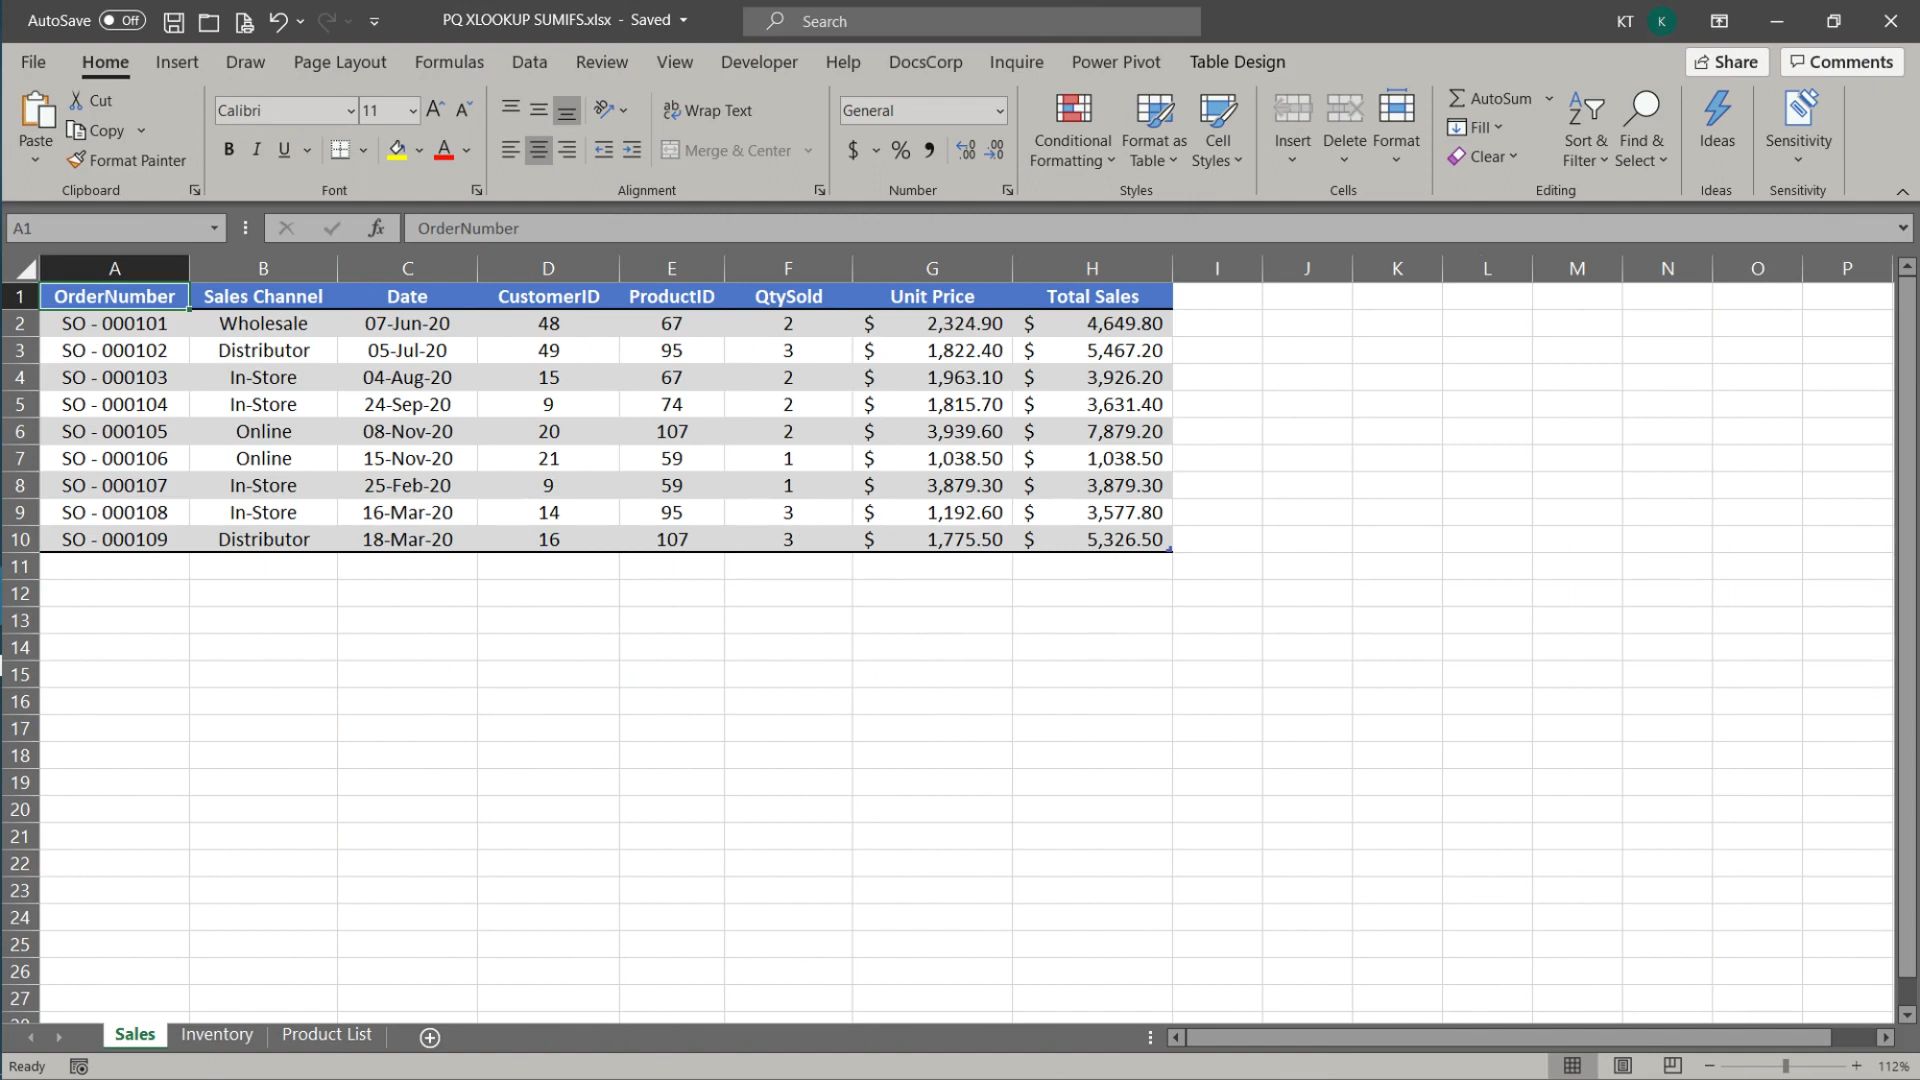 AutoSave Off PQ XLOOKUP SUMIFS.xlsx - Saved Search KT K
File Home Insert Draw Page Layout Formulas Data Review View Developer Help DocsCorp Inquire Power Pivot Table Design Share Comments
Paste Cut Copy Format Painter Clipboard
Calibri 11 A A B I U A Font
ab Wrap Text Merge & Center Alignment
General $ % 9 .00 .00 Number
Conditional Formatting Format as Table Cell Styles Styles
Insert Delete Format Cells
AutoSum Fill Clear Sort & Filter Find & Select Editing
Ideas Ideas
Sensitivity Sensitivity
A1 fx OrderNumber
A B C D E F G H I J K L M N O P
1 OrderNumber Sales Channel Date CustomerID ProductID QtySold Unit Price Total Sales
2 SO - 000101 Wholesale 07-Jun-20 48 67 2 $ 2,324.90 $ 4,649.80
3 SO - 000102 Distributor 05-Jul-20 49 95 3 $ 1,822.40 $ 5,467.20
4 SO - 000103 In-Store 04-Aug-20 15 67 2 $ 1,963.10 $ 3,926.20
5 SO - 000104 In-Store 24-Sep-20 9 74 2 $ 1,815.70 $ 3,631.40
6 SO - 000105 Online 08-Nov-20 20 107 2 $ 3,939.60 $ 7,879.20
7 SO - 000106 Online 15-Nov-20 21 59 1 $ 1,038.50 $ 1,038.50
8 SO - 000107 In-Store 25-Feb-20 9 59 1 $ 3,879.30 $ 3,879.30
9 SO - 000108 In-Store 16-Mar-20 14 95 3 $ 1,192.60 $ 3,577.80
10 SO - 000109 Distributor 18-Mar-20 16 107 3 $ 1,775.50 $ 5,326.50
11
12
13
14
15
16
17
18
19
20
21
22
23
24
25
26
27
Sales Inventory Product List
Ready 112%